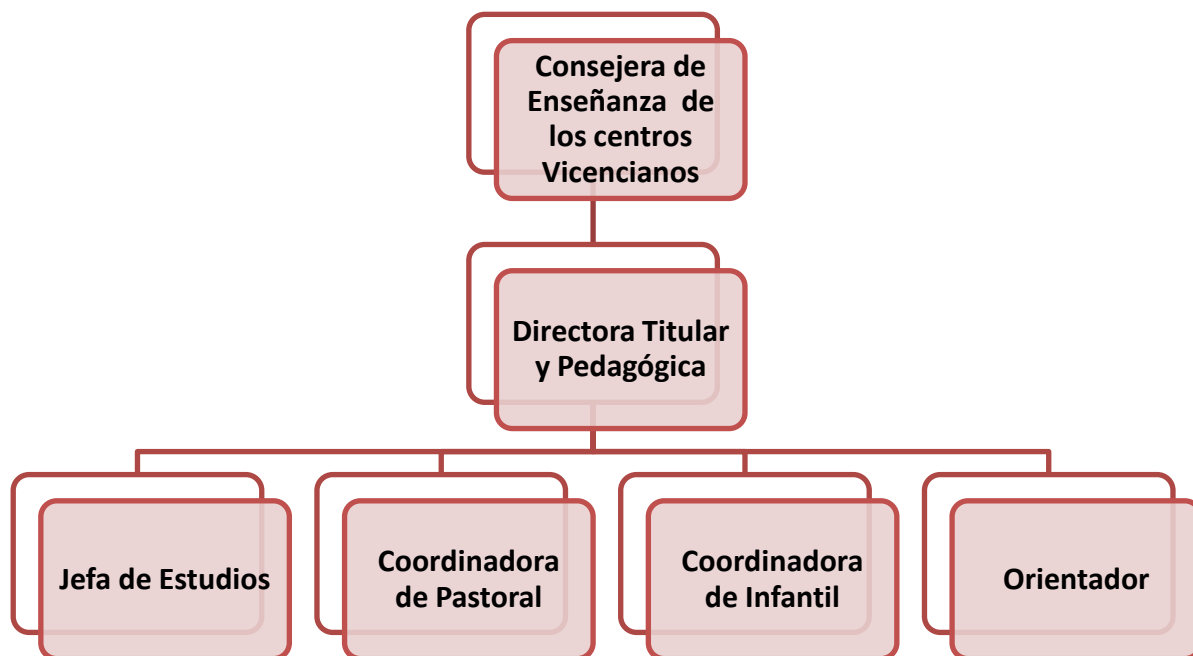 Consejera de
Enseñanza de
los centros
Vicencianos
Directora Titular
y Pedagógica
Jefa de Estudios
Coordinadora
de Pastoral
Coordinadora
de Infantil
Orientador